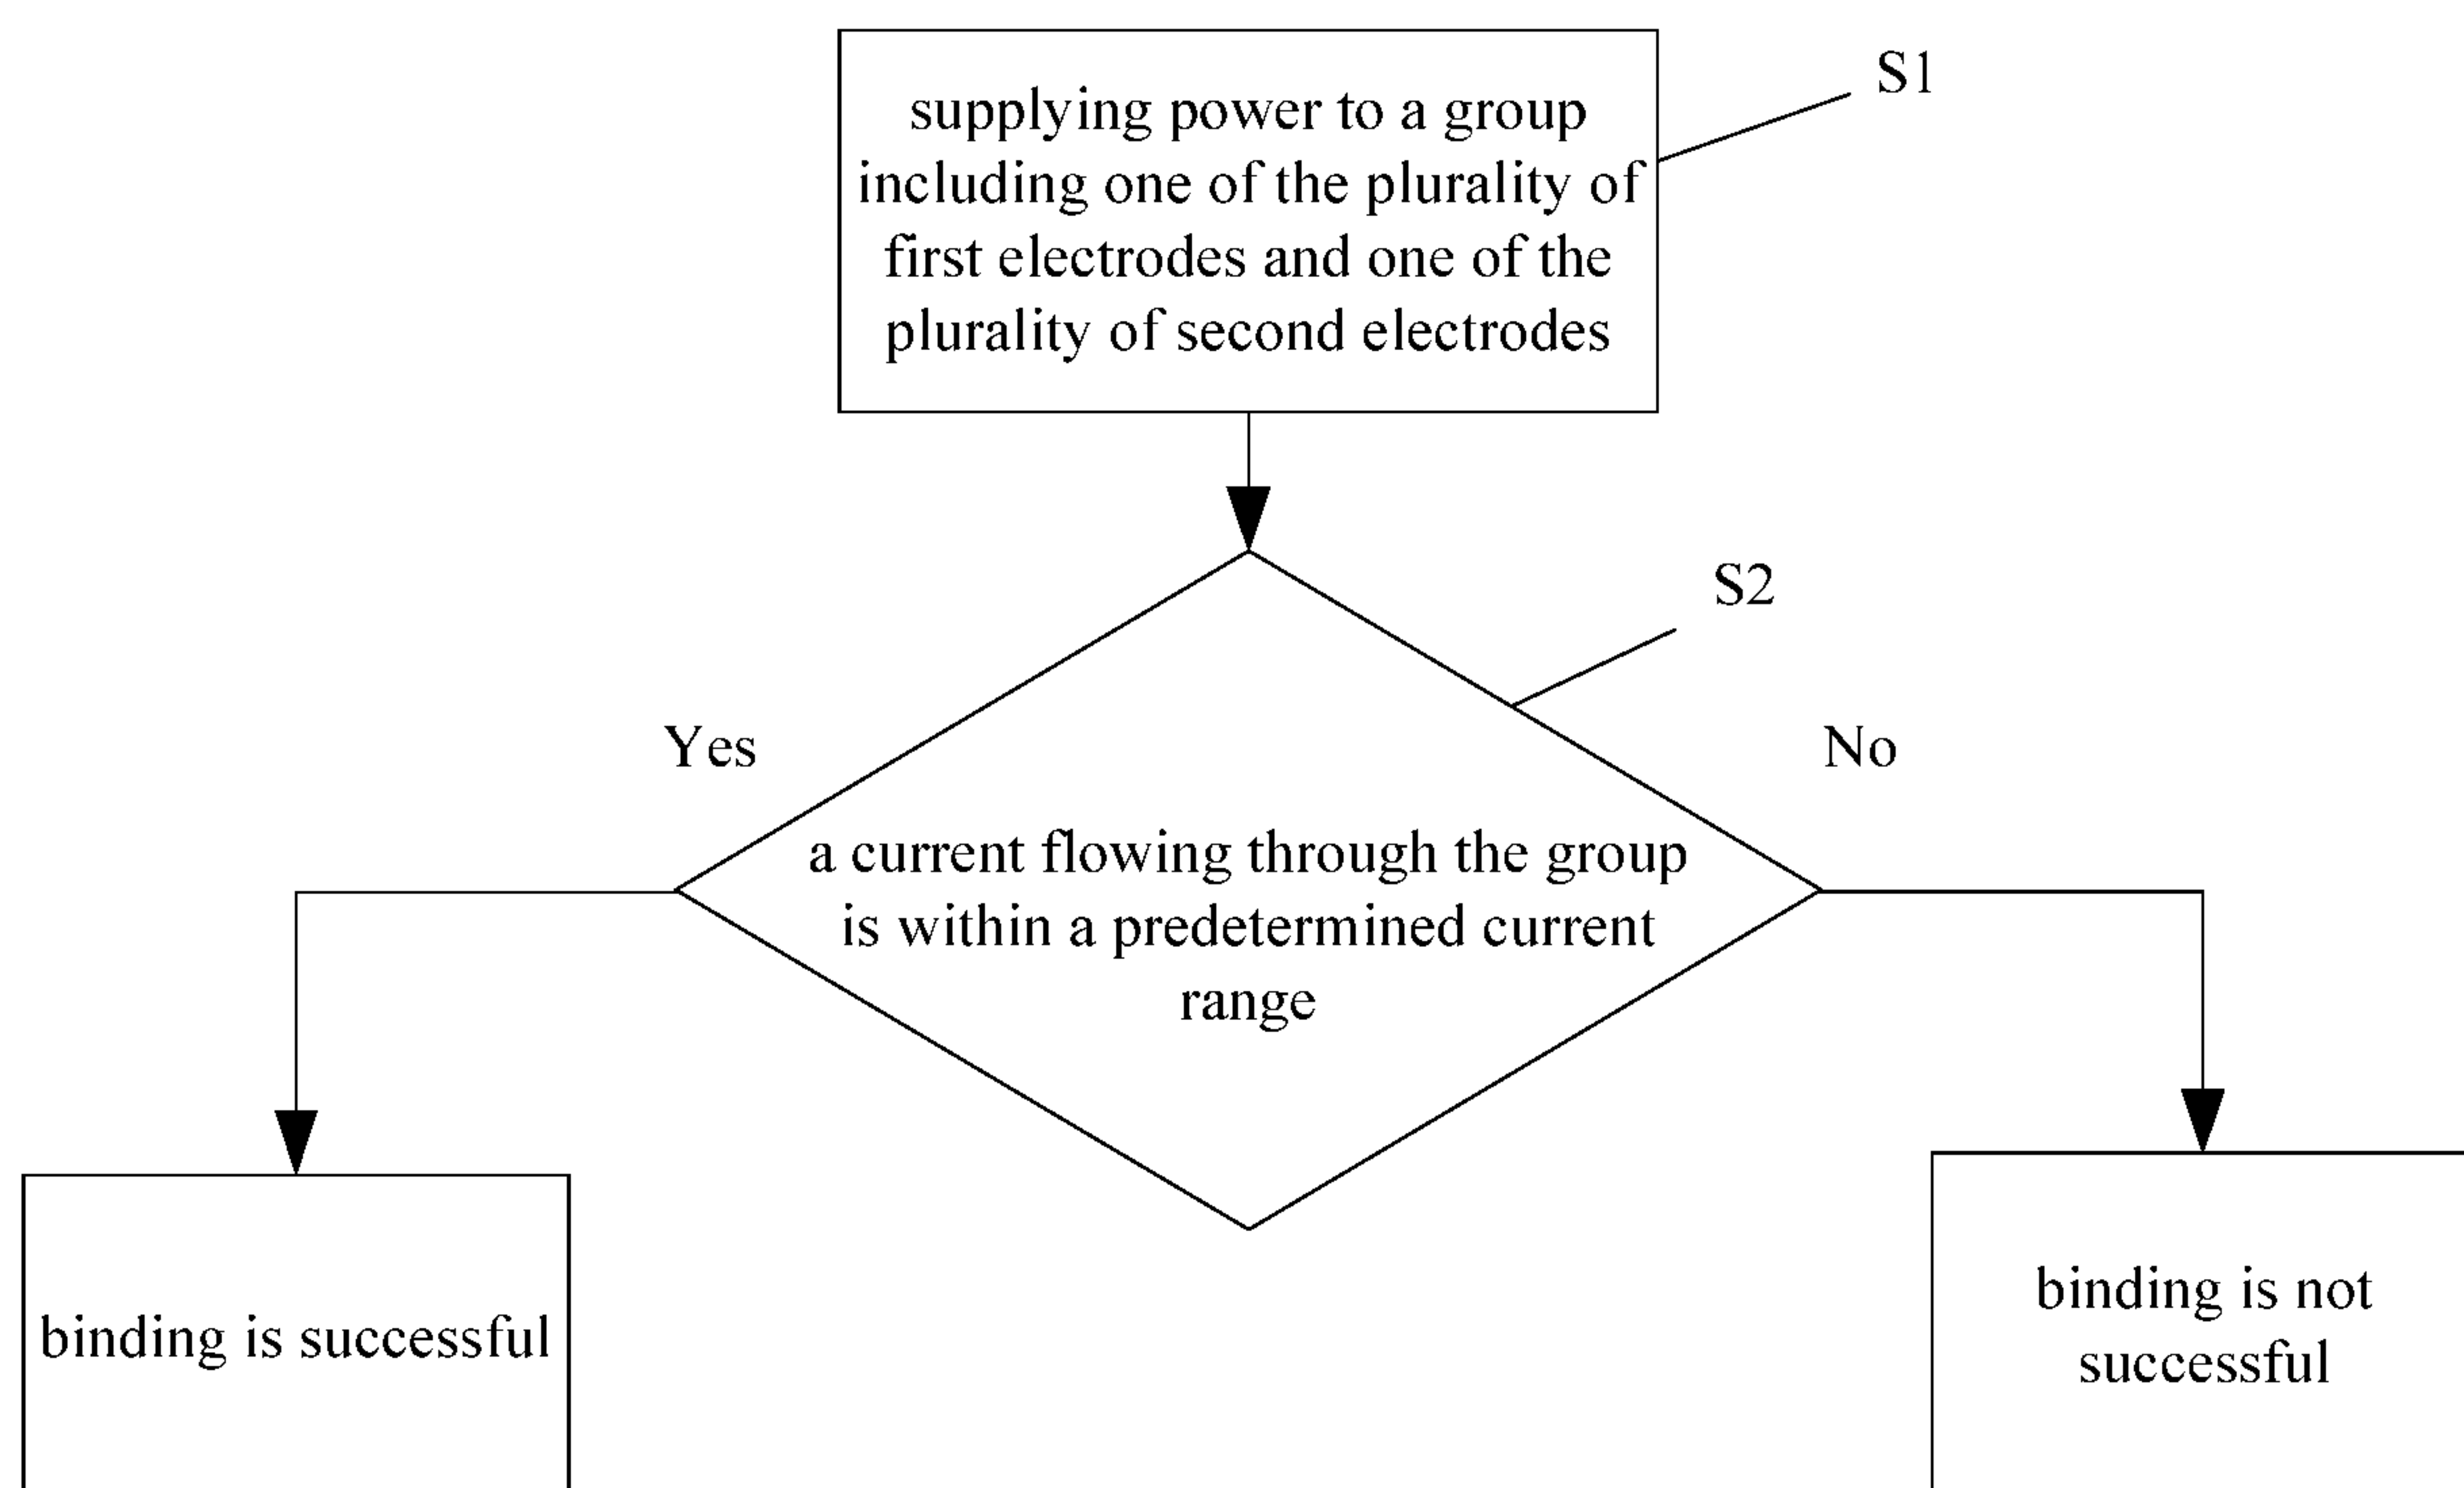 supplying power to a group
including one of the plurality of
first electrodes and one of the
plurality of second electrodes
S1
S2
Yes
No
a current flowing through the group
is within a predetermined current
range
binding is successful
binding is not
successful